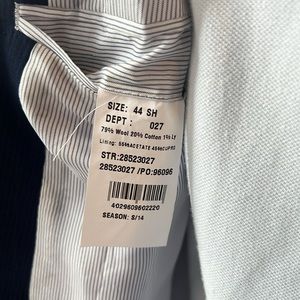 SIZE: 44 SH
DEPT: 027
79% Wool 20% Cotton 1% Ly
Lining: 55%ACETATE 45%CUPRO
STR:28523027
28523027 /PO:96096
4029609602220
SEASON: S/14